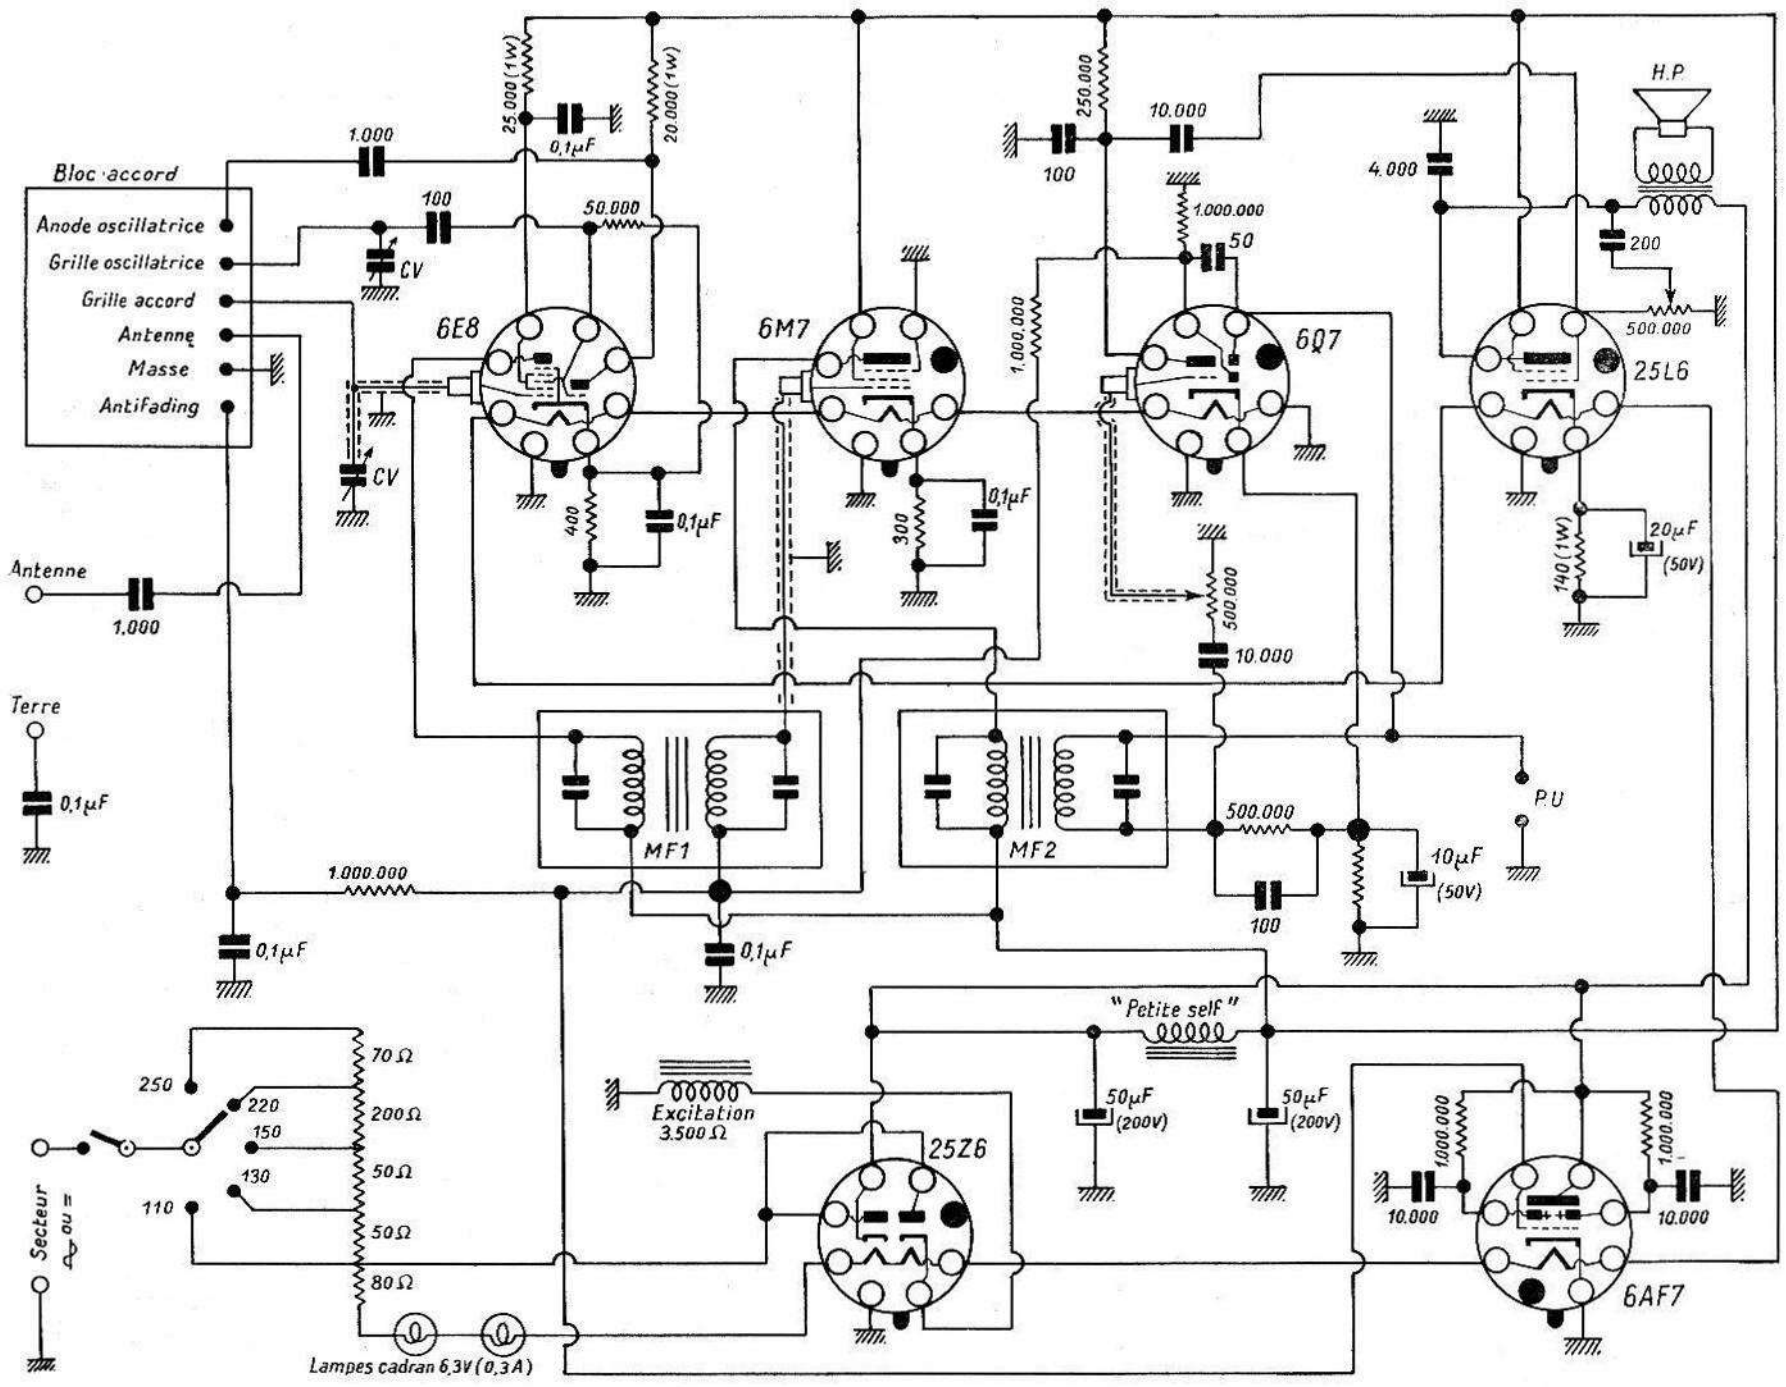 25.000 (1W)
0,1µF
20.000 (1W)
1.000
Bloc accord
Anode oscillatrice
Grille oscillatrice
Grille accord
Antenne
Masse
Antifading
100
50.000
CV
CV
6E8
6M7
6Q7
25L6
250.000
10.000
100
1.000.000
50
1.000.000
4.000
H.P.
200
500.000
400
0,1µF
300
0,1µF
140 (1W)
20µF
(50V)
500.000
10.000
Antenne
1.000
Terre
0,1µF
MF1
MF2
500.000
100
10µF
(50V)
P.U
1.000.000
0,1µF
0,1µF
"Petite self"
50µF
(200V)
50µF
(200V)
Excitation
3.500 Ω
25Z6
250
220
150
130
110
70 Ω
200 Ω
50 Ω
50 Ω
80 Ω
Secteur
ou =
Lampes cadran 6,3V (0,3A)
1.000.000
1.000.000
10.000
10.000
6AF7